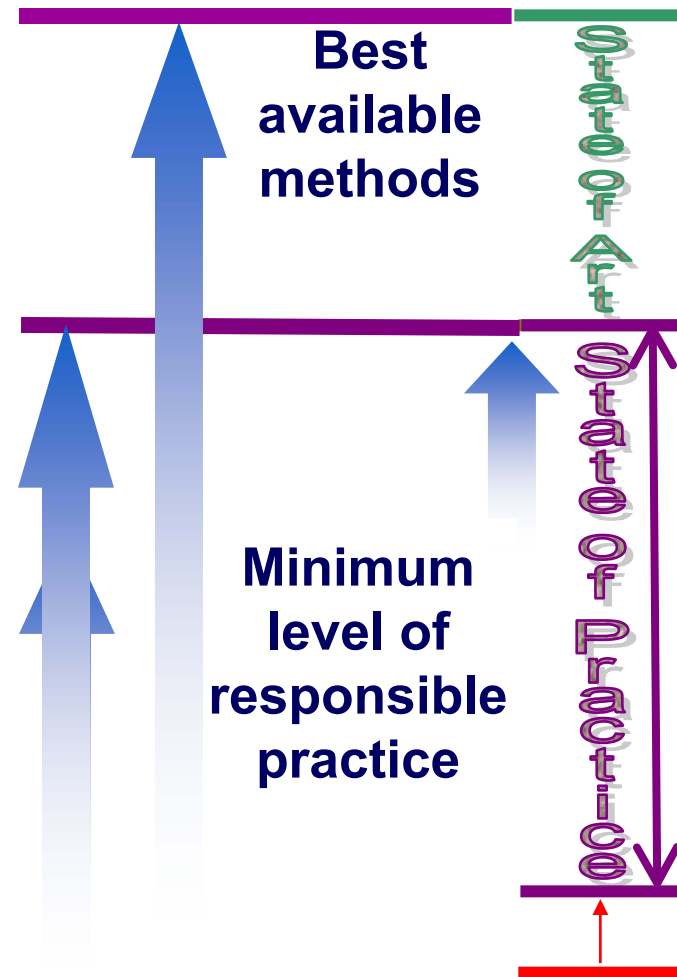 Best
available
methods
State of Art
Minimum
level of
responsible
practice
State of Practice